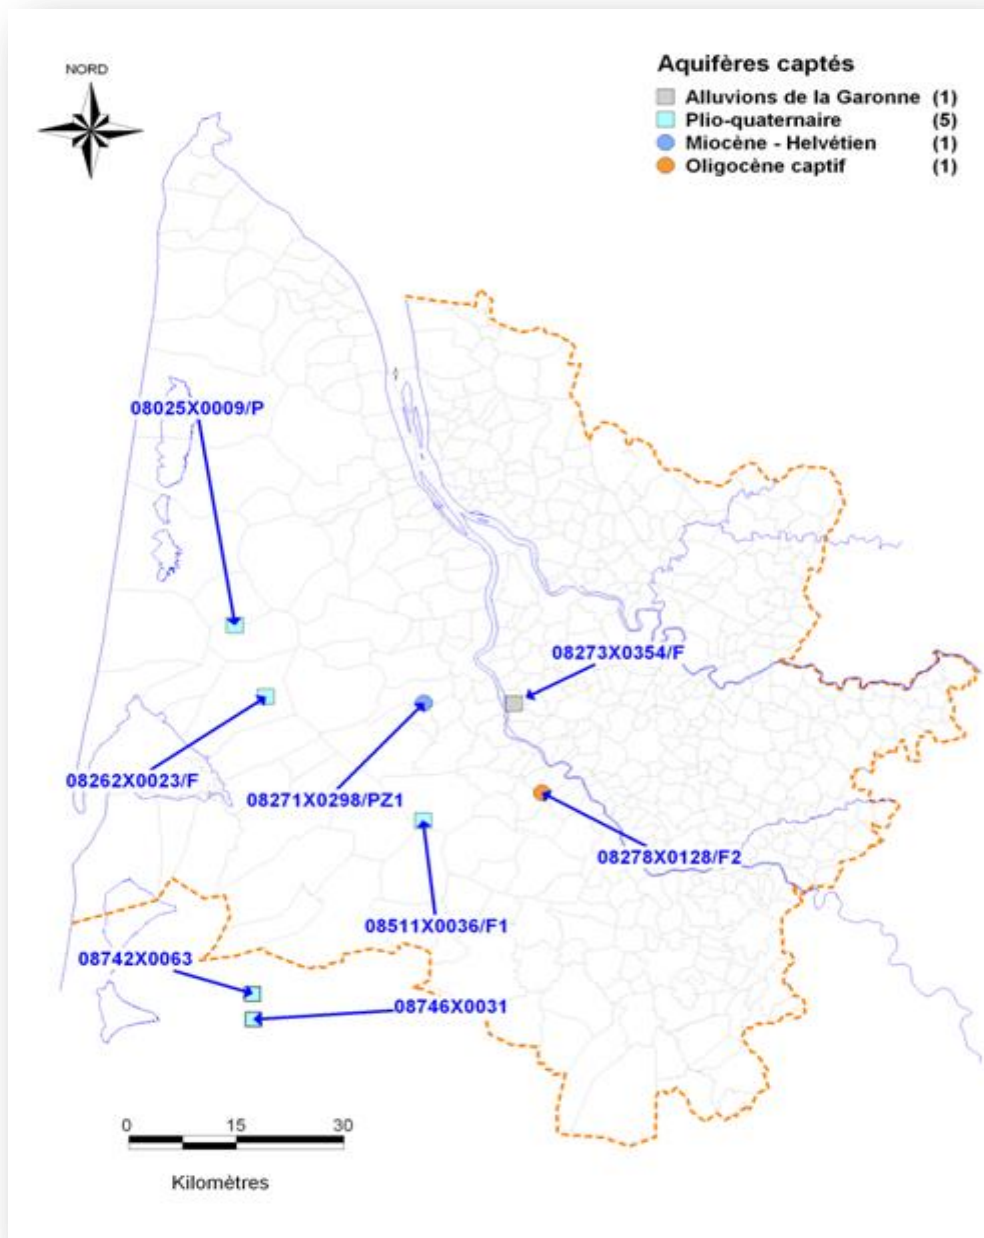 NORD
Aquifères captés
Alluvions de la Garonne (1)
Plio-quaternaire (5)
Miocène - Helvétien (1)
Oligocène captif (1)
08025X0009/P
08273X0354/F
08262X0023/F
08271X0298/PZ1
08278X0128/F2
08511X0036/F1
08742X0063
08746X0031
0 15 30
Kilomètres